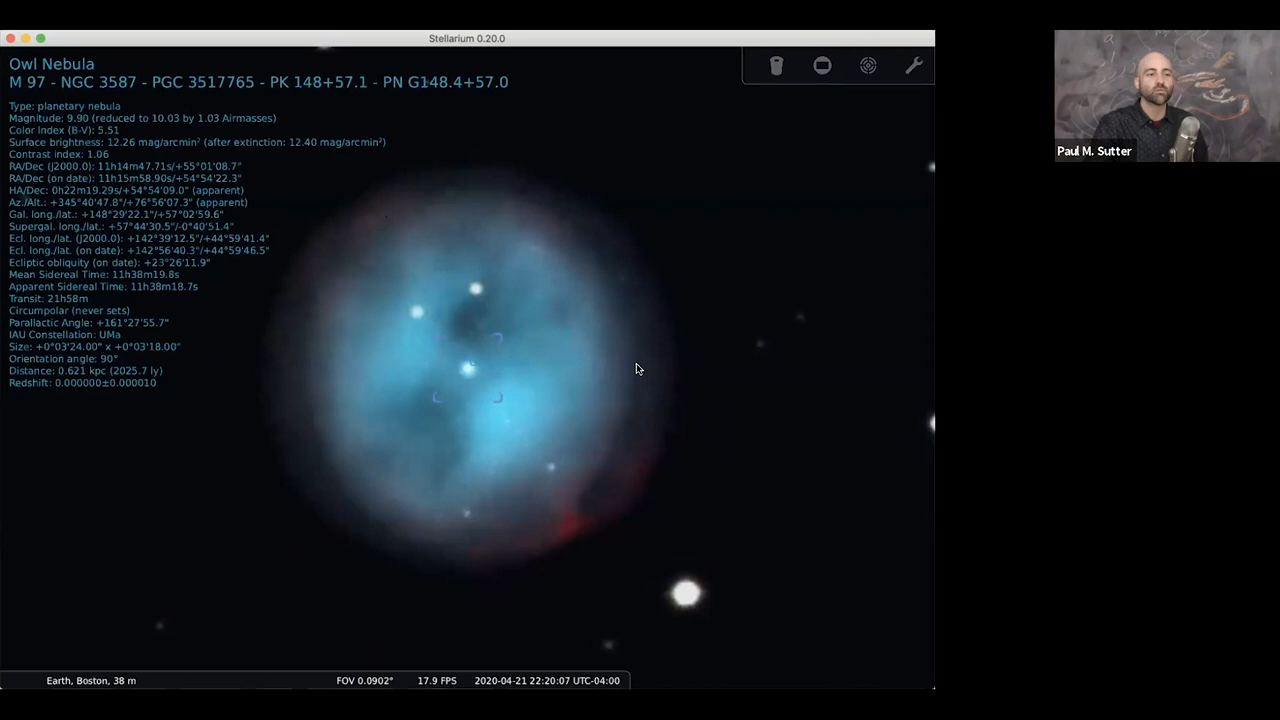 Stellarium 0.20.0
Owl Nebula
M 97 - NGC 3587 - PGC 3517765 - PK 148+57.1 - PN G148.4+57.0
Type: planetary nebula
Magnitude: 9.90 (reduced to 10.03 by 1.03 Airmasses)
Color Index (B-V): 5.51
Surface brightness: 12.26 mag/arcmin² (after extinction: 12.40 mag/arcmin²)
Contrast index: 1.06
RA/Dec (J2000.0): 11h14m47.71s/+55°01'08.7"
RA/Dec (on date): 11h15m58.90s/+54°54'22.3"
HA/Dec: 0h22m19.29s/+54°54'09.0" (apparent)
Az./Alt.: +345°40'47.8"/+76°56'07.3" (apparent)
Gal. long./lat.: +148°29'22.1"/+57°02'59.6"
Supergal. long./lat.: +57°44'30.5"/-0°40'51.4"
Ecl. long./lat. (J2000.0): +142°39'12.5"/+44°59'41.4"
Ecl. long./lat. (on date): +142°56'40.3"/+44°59'46.5"
Ecliptic obliquity (on date): +23°26'11.9"
Mean Sidereal Time: 11h38m19.8s
Apparent Sidereal Time: 11h38m18.7s
Transit: 21h58m
Circumpolar (never sets)
Parallactic Angle: +161°27'55.7"
IAU Constellation: UMa
Size: +0°03'24.00" x +0°03'18.00"
Orientation angle: 90°
Distance: 0.621 kpc (2025.7 ly)
Redshift: 0.000000±0.000010
Paul M. Sutter
Earth, Boston, 38 m FOV 0.0902° 17.9 FPS 2020-04-21 22:20:07 UTC-04:00